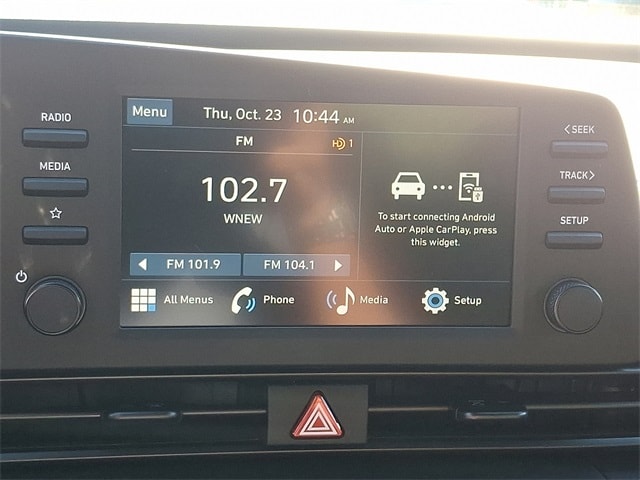 RADIO
MEDIA
Menu
Thu, Oct. 23 10:44 AM
FM
HD 1
102.7
WNEW
FM 101.9
FM 104.1
To start connecting Android
Auto or Apple CarPlay, press
this widget.
All Menus
Phone
Media
Setup
<SEEK
TRACK>
SETUP